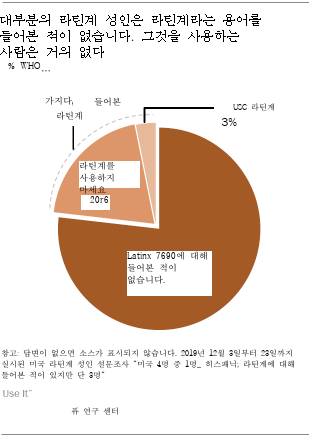 대부분의 라틴계 성인은 라틴계라는 용어를
들어본 적이 없습니다. 그것을 사용하는
사람은 거의 없다
% WHO...
가지다, 들어본
라틴계
USC 라틴계
3%
라틴계를
사용하지
마세요
20r6
Latinx 7690에 대해
들어본 적이
없습니다.
참고: 답변이 없으면 소스가 표시되지 않습니다. 2019년 12월 3일부터 23일까지
실시된 미국 라틴계 성인 설문조사 "미국 4명 중 1명_ 히스패닉, 라틴계에 대해
들어본 적이 있지만 단 3명"
Use It"
퓨 연구 센터